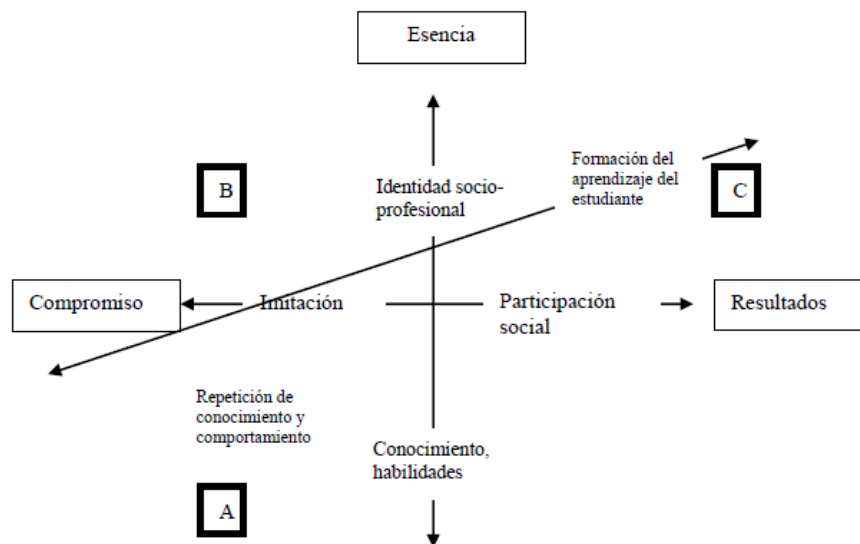 Esencia
Formación del
aprendizaje del
estudiante
B
Identidad socio-
profesional
C
Compromiso
Imitación
Participación
social
Resultados
Repetición de
conocimiento y
comportamiento
Conocimiento,
habilidades
A